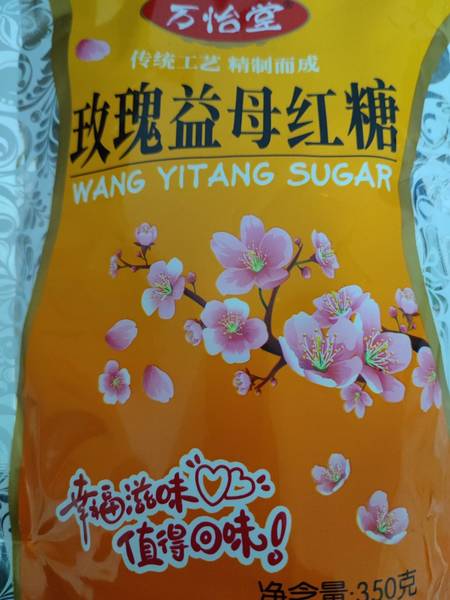 万怡堂
传统工艺 精制而成
玫瑰益母红糖
WANG YITANG SUGAR
幸福滋味
值得回味!
净含量:350克